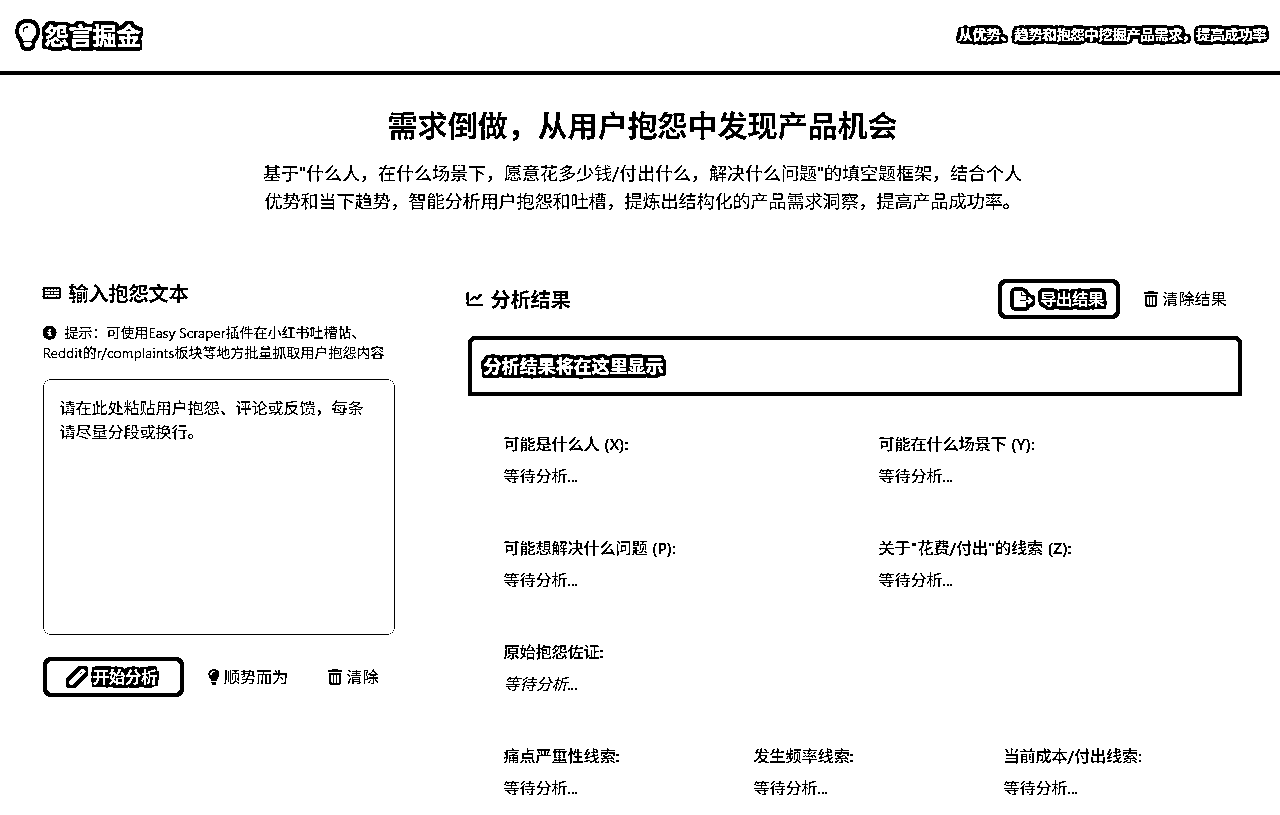 怨言掘金
从优势、趋势和抱怨中挖掘产品需求，提高成功率
需求倒做，从用户抱怨中发现产品机会
基于"什么人，在什么场景下，愿意花多少钱/付出什么，解决什么问题"的填空题框架，结合个人
优势和当下趋势，智能分析用户抱怨和吐槽，提炼出结构化的产品需求洞察，提高产品成功率。
输入抱怨文本
提示：可使用Easy Scraper插件在小红书吐槽帖、
Reddit的r/complaints板块等地方批量抓取用户抱怨内容
请在此处粘贴用户抱怨、评论或反馈，每条
请尽量分段或换行。
开始分析
顺势而为
清除
分析结果
导出结果
清除结果
分析结果将在这里显示
可能是什么人 (X):
等待分析...
可能在什么场景下 (Y):
等待分析...
可能想解决什么问题 (P):
等待分析...
关于"花费/付出"的线索 (Z):
等待分析...
原始抱怨佐证:
等待分析...
痛点严重性线索:
等待分析...
发生频率线索:
等待分析...
当前成本/付出线索:
等待分析...